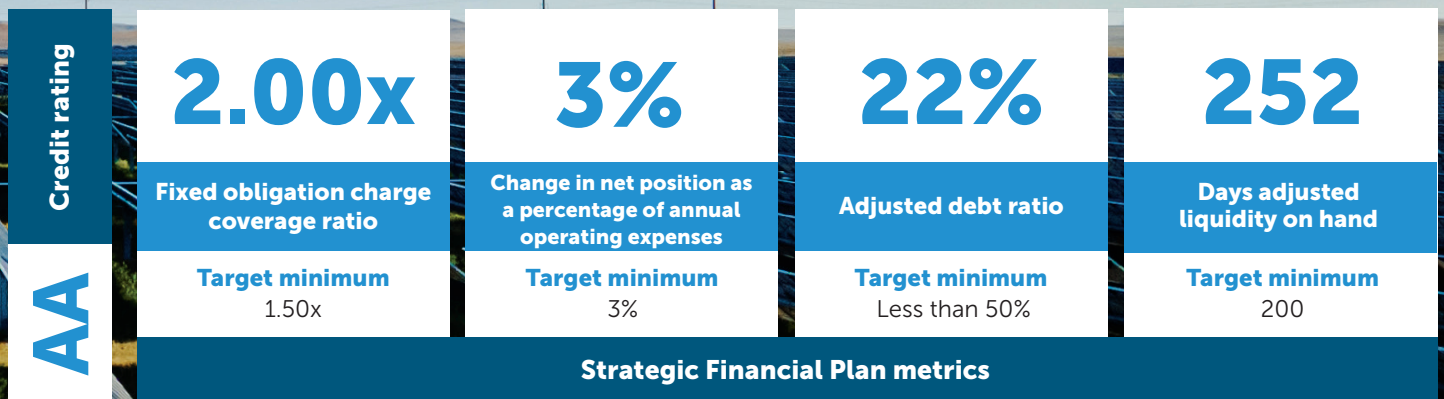 Credit rating
AA
2.00x
Fixed obligation charge
coverage ratio
Target minimum
1.50x
3%
Change in net position as
a percentage of annual
operating expenses
Target minimum
3%
22%
Adjusted debt ratio
Target minimum
Less than 50%
252
Days adjusted
liquidity on hand
Target minimum
200
Strategic Financial Plan metrics